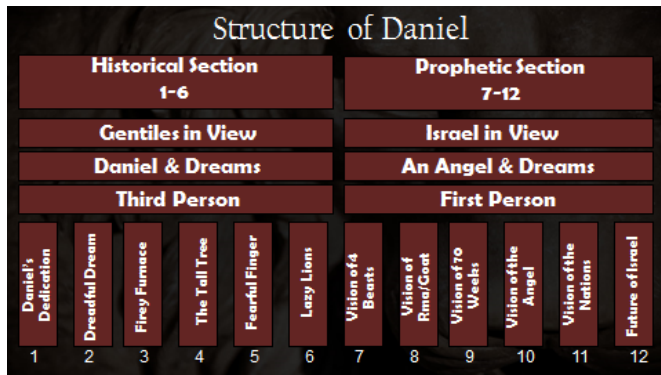 Structure of Daniel
Historical Section
1-6
Prophetic Section
7-12
Gentiles in View
Israel in View
Daniel & Dreams
An Angel & Dreams
Third Person
First Person
Daniel's
Dedication
Dreadful Dream
Firey Furnace
The Tall Tree
Fearful Finger
Lazy Lions
Vision of 4
Beasts
Vision of
Rma/Goat
Vision of 70
Weeks
Vision of the
Angel
Vision of the
Nations
Future of Israel
1 2 3 4 5 6 7 8 9 10 11 12